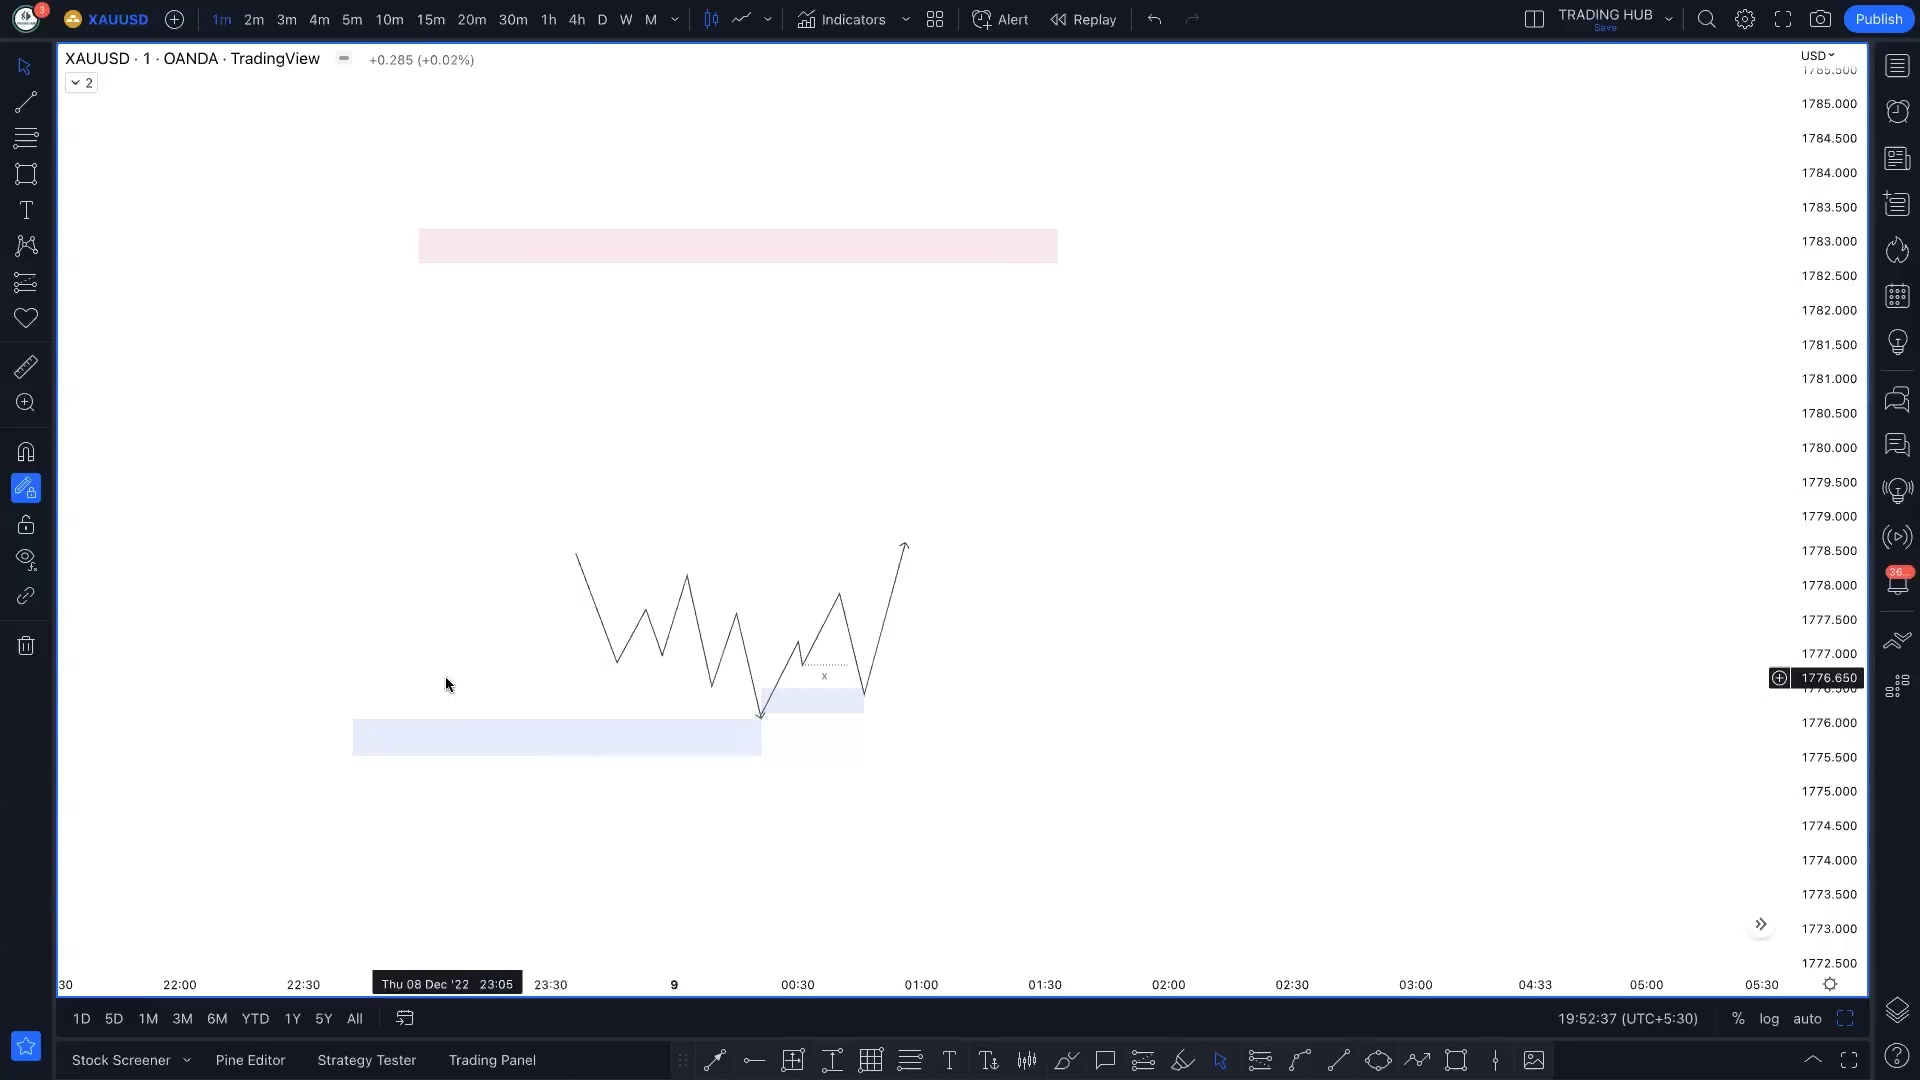 3
XAUUSD
1m 2m 3m 4m 5m 10m 15m 20m 30m 1h 4h D W M
Indicators
Alert
Replay
TRADING HUB
Save
Publish
XAUUSD · 1 · OANDA · TradingView
+0.285 (+0.02%)
2
USD
1785.500
1785.000
1784.500
1784.000
1783.500
1783.000
1782.500
1782.000
1781.500
1781.000
1780.500
1780.000
1779.500
1779.000
1778.500
1778.000
1777.500
1777.000
1776.650
1776.500
1776.000
1775.500
1775.000
1774.500
1774.000
1773.500
1773.000
1772.500
x
36...
30 22:00 22:30 Thu 08 Dec '22 23:05 23:30 9 00:30 01:00 01:30 02:00 02:30 03:00 04:33 05:00 05:30
1D 5D 1M 3M 6M YTD 1Y 5Y All
19:52:37 (UTC+5:30) % log auto
Stock Screener Pine Editor Strategy Tester Trading Panel